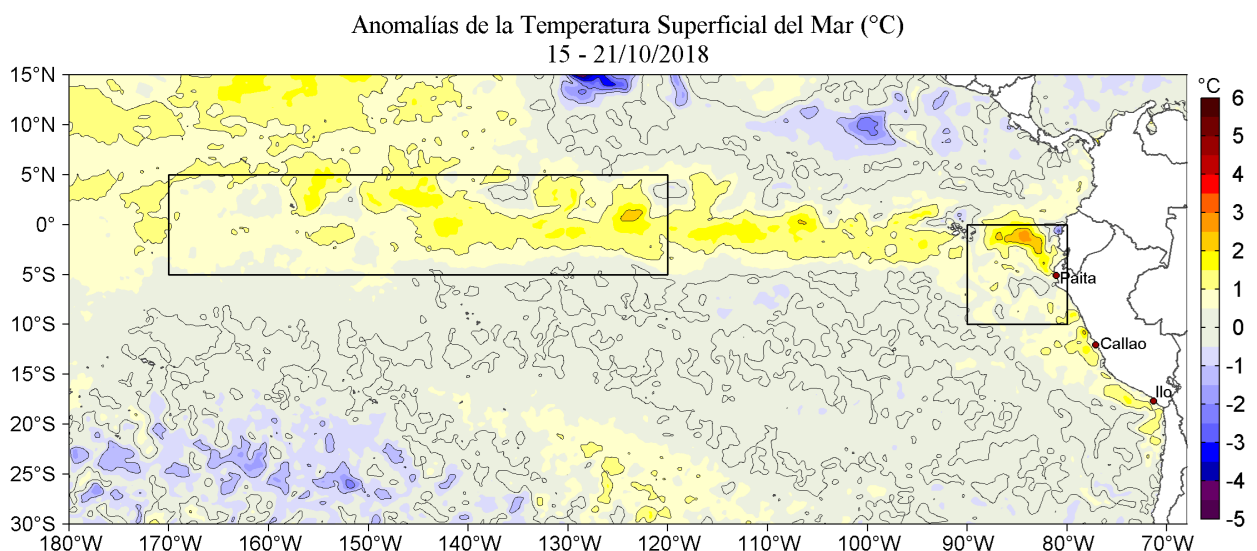 Anomalías de la Temperatura Superficial del Mar (°C)
15 - 21/10/2018
15°N
10°N
5°N
0°
5°S
10°S
15°S
20°S
25°S
30°S
180°W 170°W 160°W 150°W 140°W 130°W 120°W 110°W 100°W 90°W 80°W 70°W
Paita
Callao
Ilo
°C
6
5
4
3
2
1
0
-1
-2
-3
-4
-5